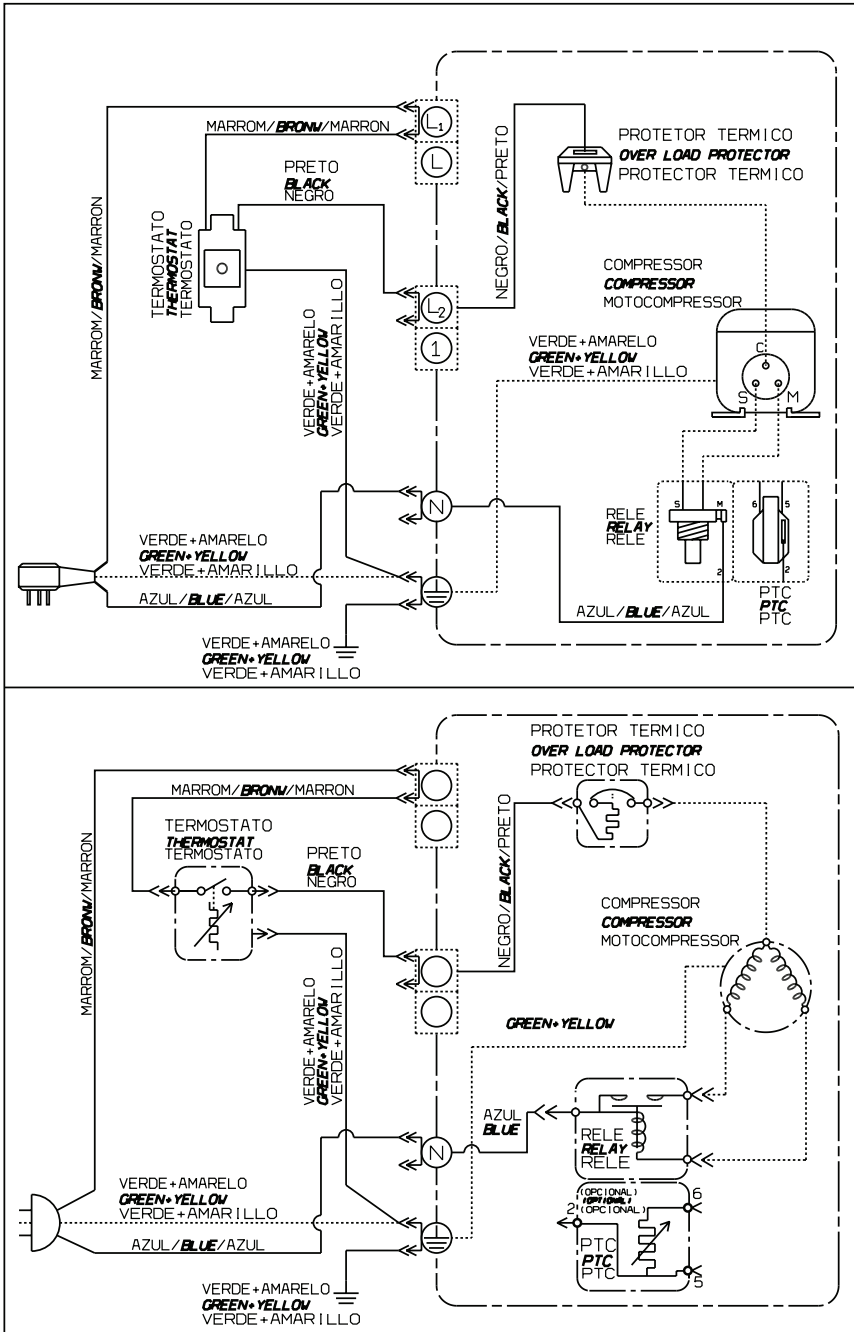 MARROM/BRONW/MARRON
L1
L
PROTETOR TERMICO
OVER LOAD PROTECTOR
PROTECTOR TERMICO
PRETO
BLACK
NEGRO
NEGRO/BLACK/PRETO
TERMOSTATO
THERMOSTAT
TERMOSTATO
MARROM/BRONW/MARRON
COMPRESSOR
COMPRESSOR
MOTOCOMPRESSOR
L2
1
VERDE+AMARELO
GREEN+YELLOW
VERDE+AMARILLO
VERDE+AMARELO
GREEN+YELLOW
VERDE+AMARILLO
C
S
M
S
M
2
6
5
2
RELE
RELAY
RELE
N
VERDE+AMARELO
GREEN+YELLOW
VERDE+AMARILLO
AZUL/BLUE/AZUL
AZUL/BLUE/AZUL
PTC
PTC
PTC
VERDE+AMARELO
GREEN+YELLOW
VERDE+AMARILLO
PROTETOR TERMICO
OVER LOAD PROTECTOR
PROTECTOR TERMICO
MARROM/BRONW/MARRON
TERMOSTATO
THERMOSTAT
TERMOSTATO
PRETO
BLACK
NEGRO
NEGRO/BLACK/PRETO
MARROM/BRONW/MARRON
COMPRESSOR
COMPRESSOR
MOTOCOMPRESSOR
VERDE+AMARELO
GREEN+YELLOW
VERDE+AMARILLO
GREEN+YELLOW
AZUL
BLUE
RELE
RELAY
RELE
N
VERDE+AMARELO
GREEN+YELLOW
VERDE+AMARILLO
AZUL/BLUE/AZUL
(OPCIONAL)
(OPTIONAL)
(OPCIONAL)
2
6
5
PTC
PTC
PTC
VERDE+AMARELO
GREEN+YELLOW
VERDE+AMARILLO